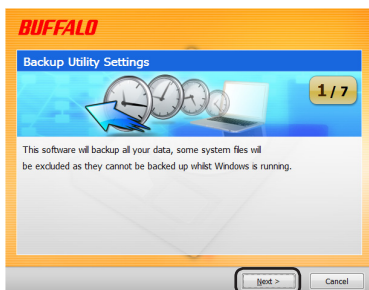 BUFFALO
Backup Utility Settings
1 / 7
This software will backup all your data, some system files will
be excluded as they cannot be backed up whilst Windows is running.
Next >
Cancel